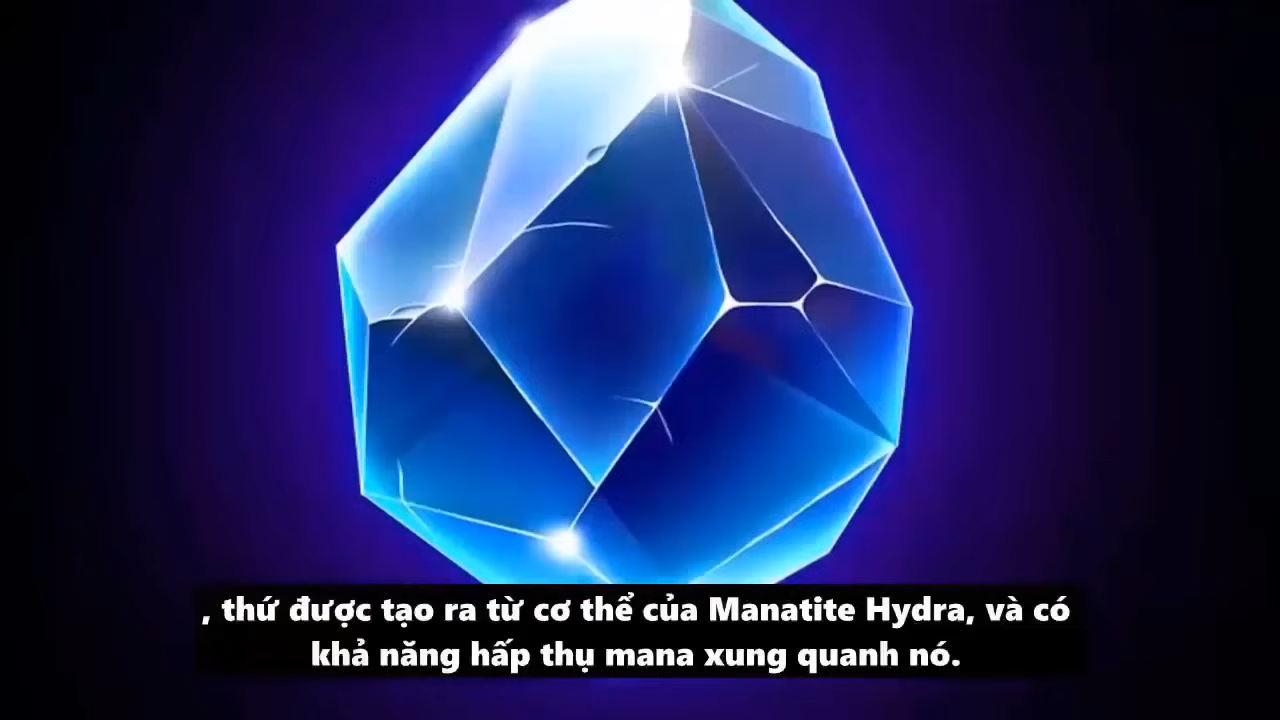 , thứ được tạo ra từ cơ thể của Manatite Hydra, và có
khả năng hấp thụ mana xung quanh nó.